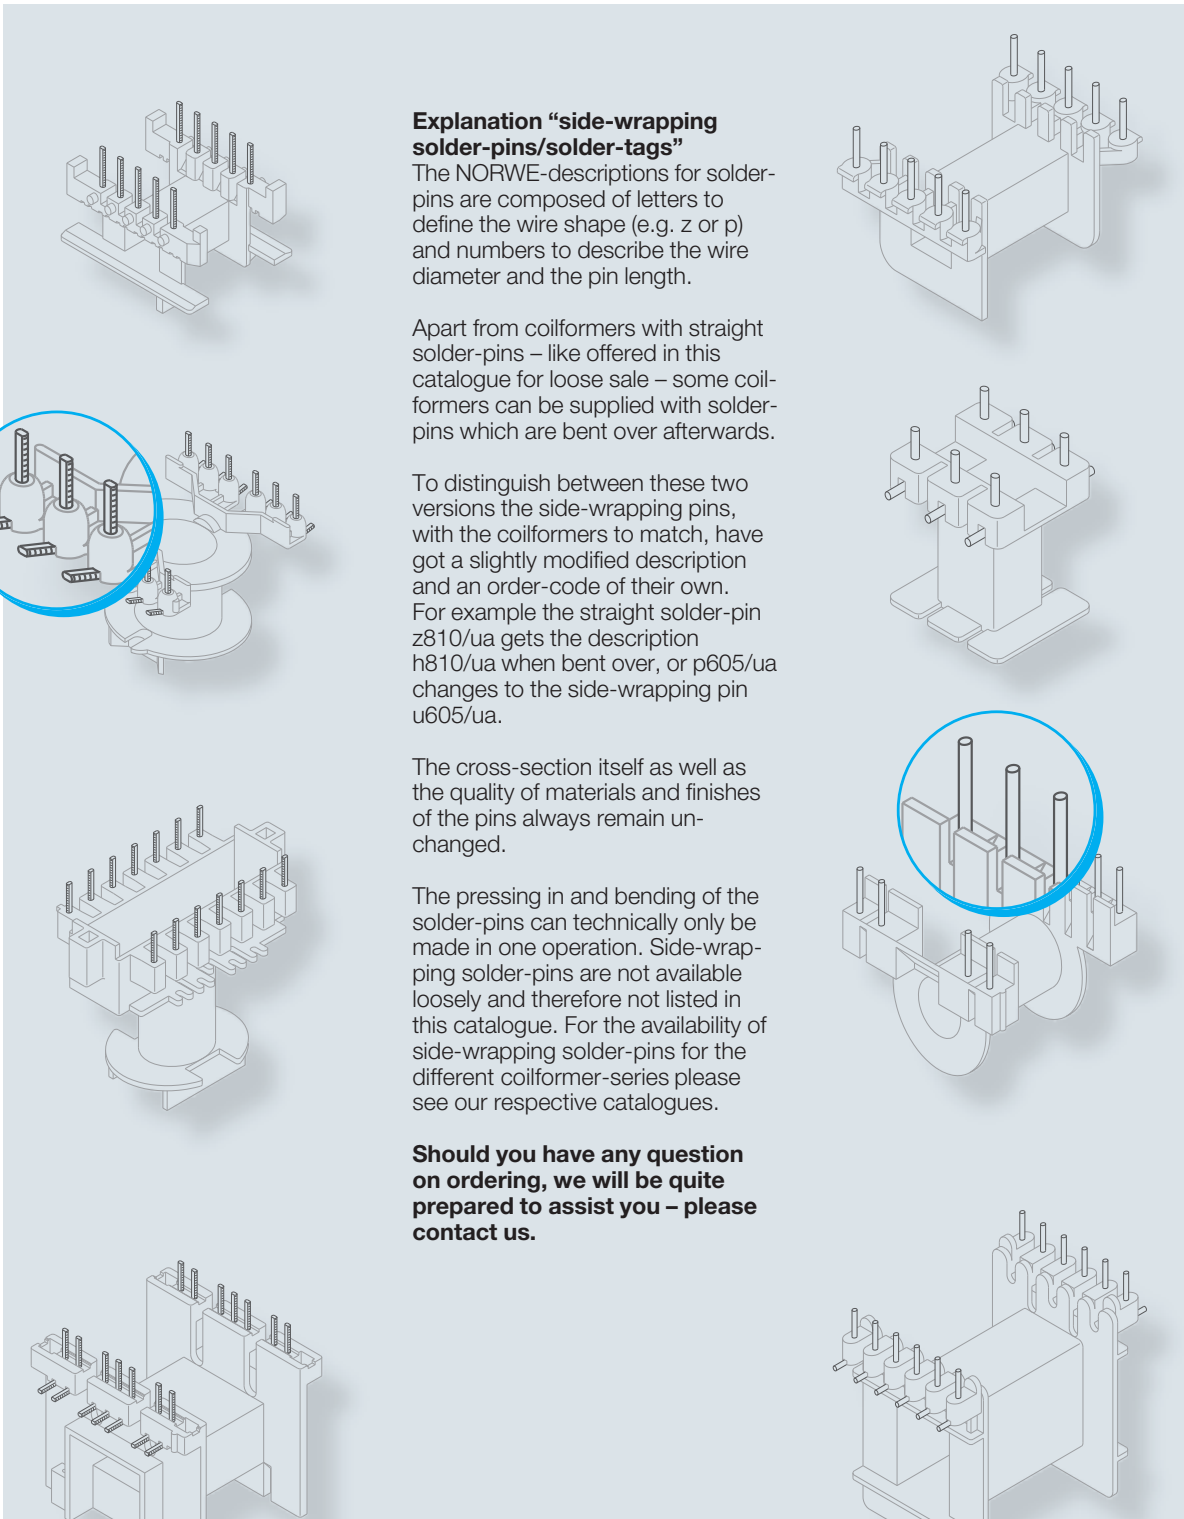 Explanation “side-wrapping
solder-pins/solder-tags”
The NORWE-descriptions for solder-
pins are composed of letters to
define the wire shape (e.g. z or p)
and numbers to describe the wire
diameter and the pin length.
Apart from coilformers with straight
solder-pins – like offered in this
catalogue for loose sale – some coil-
formers can be supplied with solder-
pins which are bent over afterwards.
To distinguish between these two
versions the side-wrapping pins,
with the coilformers to match, have
got a slightly modified description
and an order-code of their own.
For example the straight solder-pin
z810/ua gets the description
h810/ua when bent over, or p605/ua
changes to the side-wrapping pin
u605/ua.
The cross-section itself as well as
the quality of materials and finishes
of the pins always remain un-
changed.
The pressing in and bending of the
solder-pins can technically only be
made in one operation. Side-wrap-
ping solder-pins are not available
loosely and therefore not listed in
this catalogue. For the availability of
side-wrapping solder-pins for the
different coilformer-series please
see our respective catalogues.
Should you have any question
on ordering, we will be quite
prepared to assist you – please
contact us.